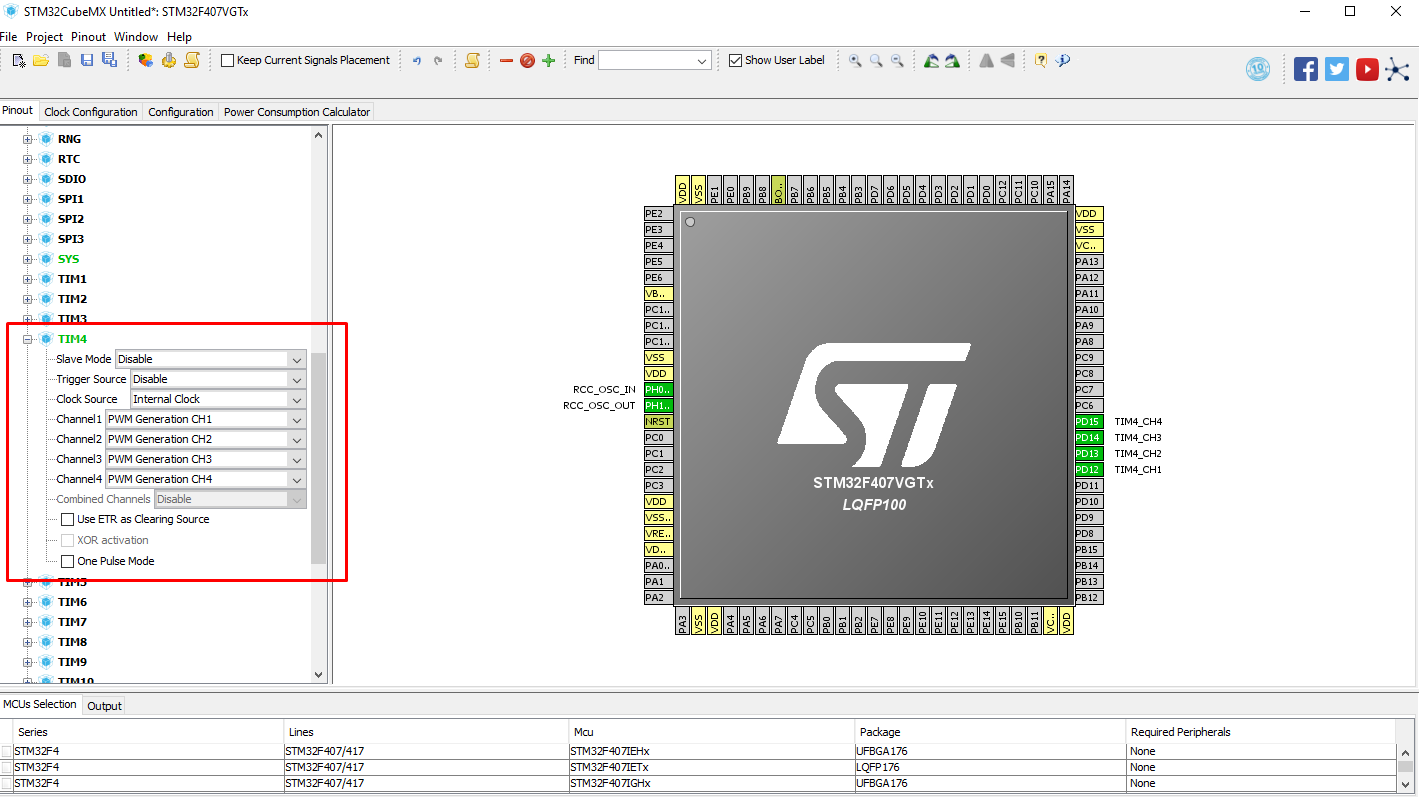 STM32CubeMX Untitled*: STM32F407VGTx
File Project Pinout Window Help
Keep Current Signals Placement Find Show User Label
Pinout Clock Configuration Configuration Power Consumption Calculator
RNG
RTC
SDIO
SPI1
SPI2
SPI3
SYS
TIM1
TIM2
TIM3
TIM4
Slave Mode Disable
Trigger Source Disable
Clock Source Internal Clock
Channel1 PWM Generation CH1
Channel2 PWM Generation CH2
Channel3 PWM Generation CH3
Channel4 PWM Generation CH4
Combined Channels Disable
Use ETR as Clearing Source
XOR activation
One Pulse Mode
TIM5
TIM6
TIM7
TIM8
TIM9
TIM10
VDD VSS PE1 PE0 PB9 PB8 BO.. PB7 PB6 PB5 PB4 PB3 PD7 PD6 PD5 PD4 PD3 PD2 PD1 PD0 PC12 PC11 PC10 PA15 PA14
PE2
PE3
PE4
PE5
PE6
VB..
PC1..
PC1..
PC1..
VSS
VDD
RCC_OSC_IN PH0..
RCC_OSC_OUT PH1..
NRST
PC0
PC1
PC2
PC3
VDD
VSS..
VRE..
VD..
PA0..
PA1
PA2
ST
STM32F407VGTx
LQFP100
VDD
VSS
VC..
PA13
PA12
PA11
PA10
PA9
PA8
PC9
PC8
PC7
PC6
PD15 TIM4_CH4
PD14 TIM4_CH3
PD13 TIM4_CH2
PD12 TIM4_CH1
PD11
PD10
PD9
PD8
PB15
PB14
PB13
PB12
PA3 VSS VDD PA4 PA5 PA6 PA7 PC4 PC5 PB0 PB1 PB2 PE7 PE8 PE9 PE10 PE11 PE12 PE13 PE14 PE15 PB10 PB11 VC.. VDD
MCUs Selection Output
Series Lines Mcu Package Required Peripherals
STM32F4 STM32F407/417 STM32F407IEHx UFBGA176 None
STM32F4 STM32F407/417 STM32F407IETx LQFP176 None
STM32F4 STM32F407/417 STM32F407IGHx UFBGA176 None